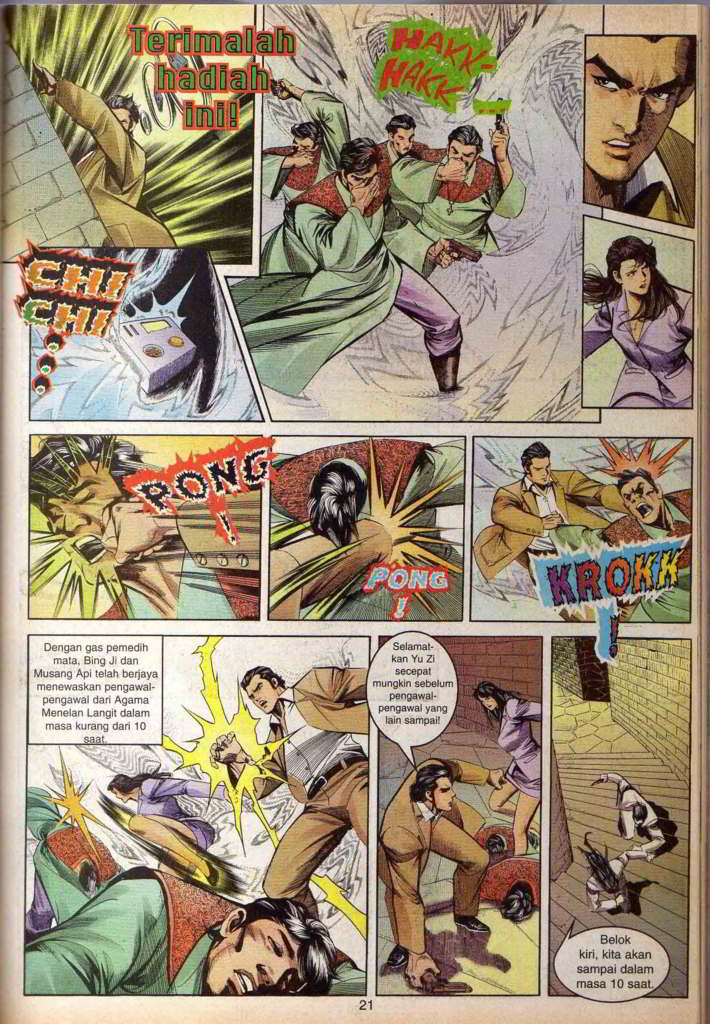 Terimalah
hadiah
ini!
HAKK-
HAKK
CHI
CHI
PONG
!
PONG
!
KROKK
!
Dengan gas pemedih
mata, Bing Ji dan
Musang Api telah berjaya
menewaskan pengawal-
pengawal dari Agama
Menelan Langit dalam
masa kurang dari 10
saat.
Selamat-
kan Yu Zi
secepat
mungkin sebelum
pengawal-
pengawal yang
lain sampai!
Belok
kiri, kita akan
sampai dalam
masa 10 saat.
21